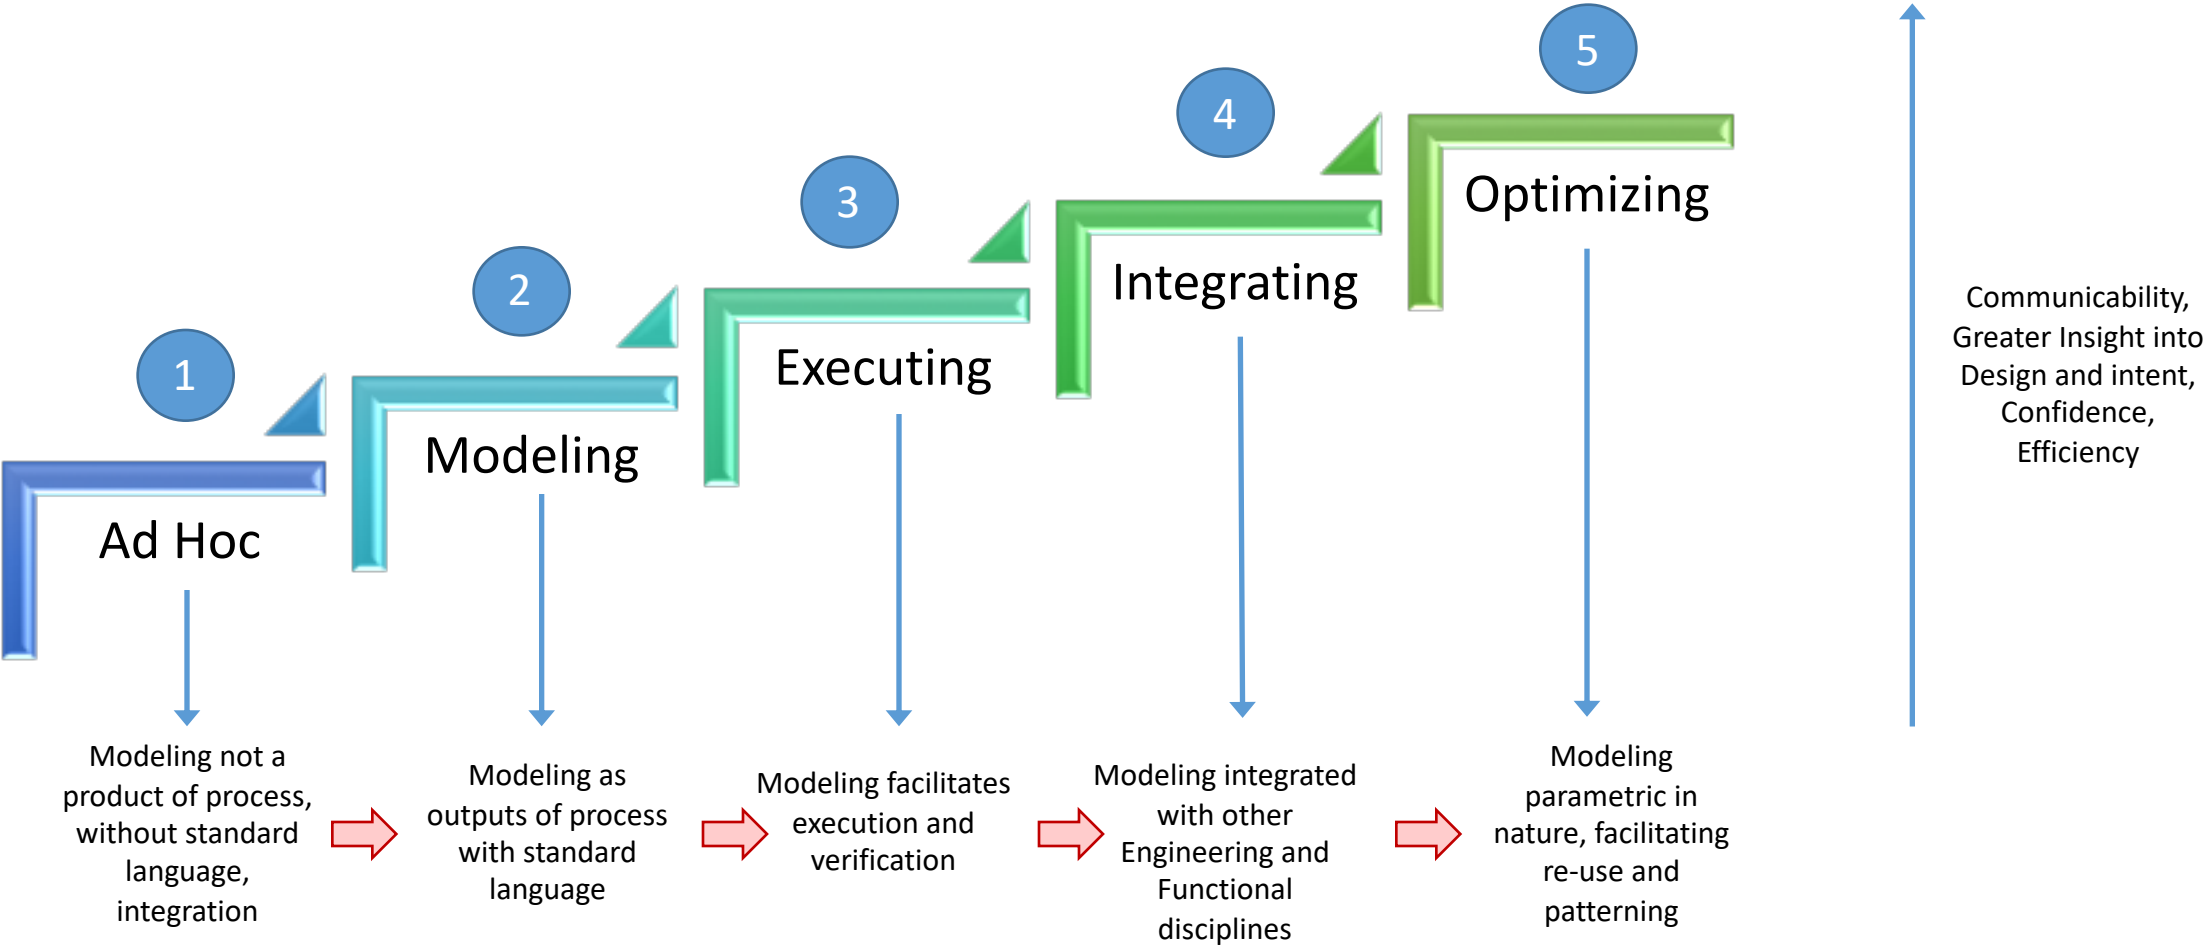 1
Ad Hoc
Modeling not a
product of process,
without standard
language,
integration
2
Modeling
Modeling as
outputs of process
with standard
language
3
Executing
Modeling facilitates
execution and
verification
4
Integrating
Modeling integrated
with other
Engineering and
Functional
disciplines
5
Optimizing
Modeling
parametric in
nature, facilitating
re-use and
patterning
Communicability,
Greater Insight into
Design and intent,
Confidence,
Efficiency